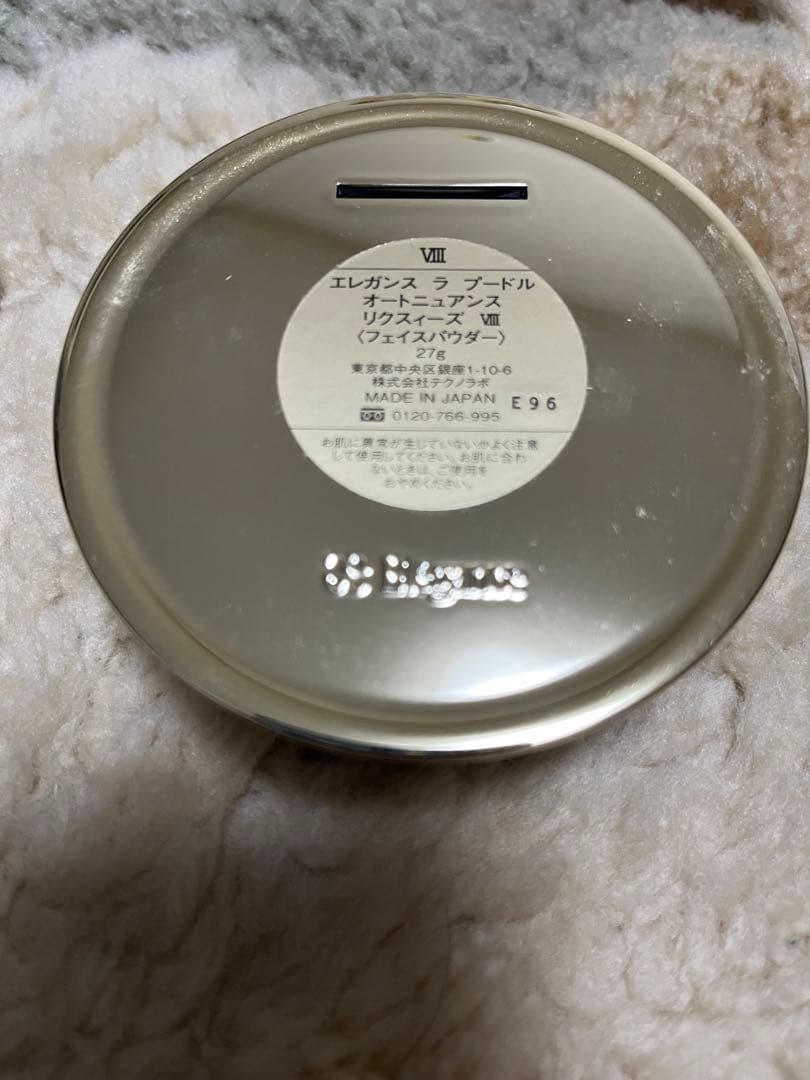 Ⅷ
エレガンス ラ プードル
オートニュアンス
リクスィーズ Ⅷ
〈フェイスパウダー〉
27g
東京都中央区銀座1-10-6
株式会社テクノラボ
MADE IN JAPAN
E96
0120-766-995
お肌に異常が生じていないかよく注意
して使用してください。お肌に合わ
ないときは、ご使用を
おやめください。
Elégance